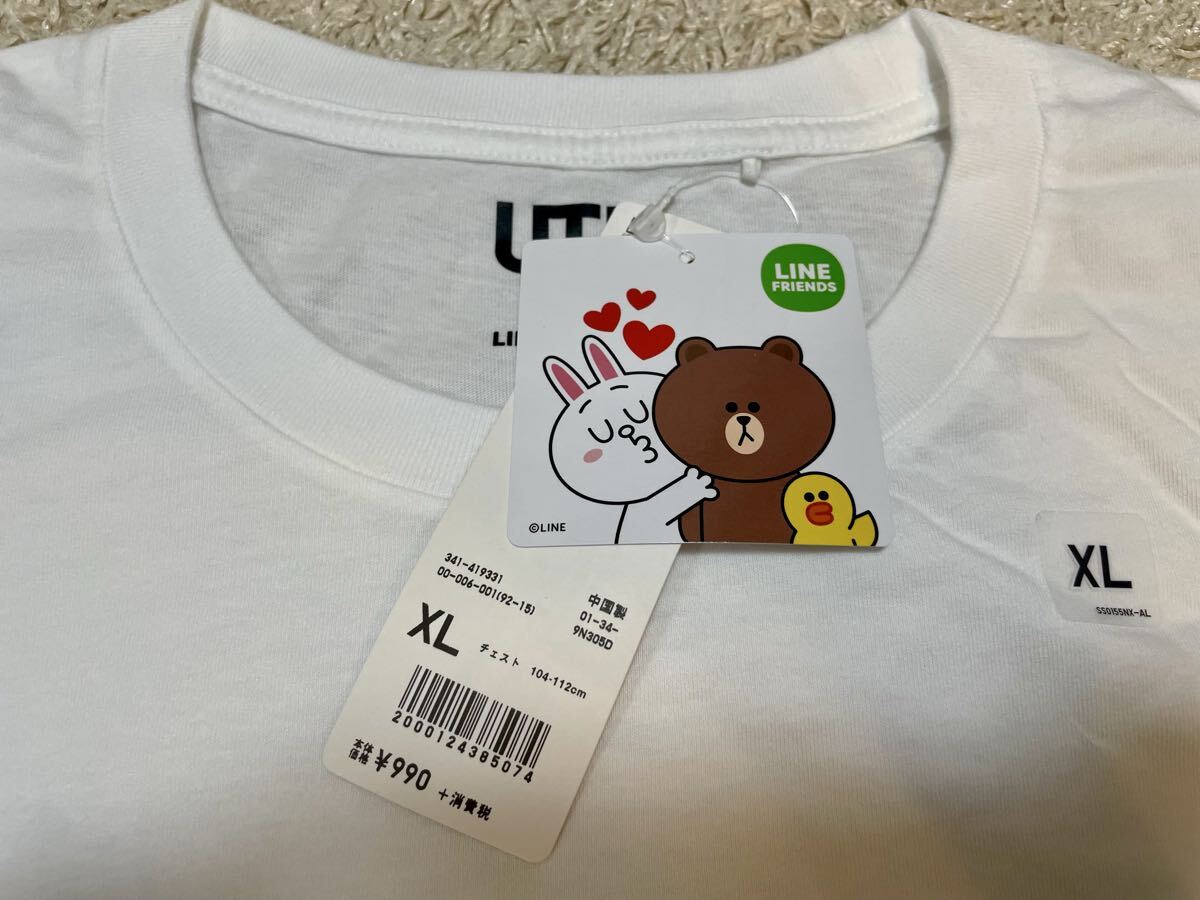 LINE
FRIENDS
©LINE
341-419331
00-006-001(92-15)
中国製
01-34-
9N305D
XL
チェスト 104-112cm
2000124385074
本体
価格 ¥990 +消費税
XL
SS0155NX-AL